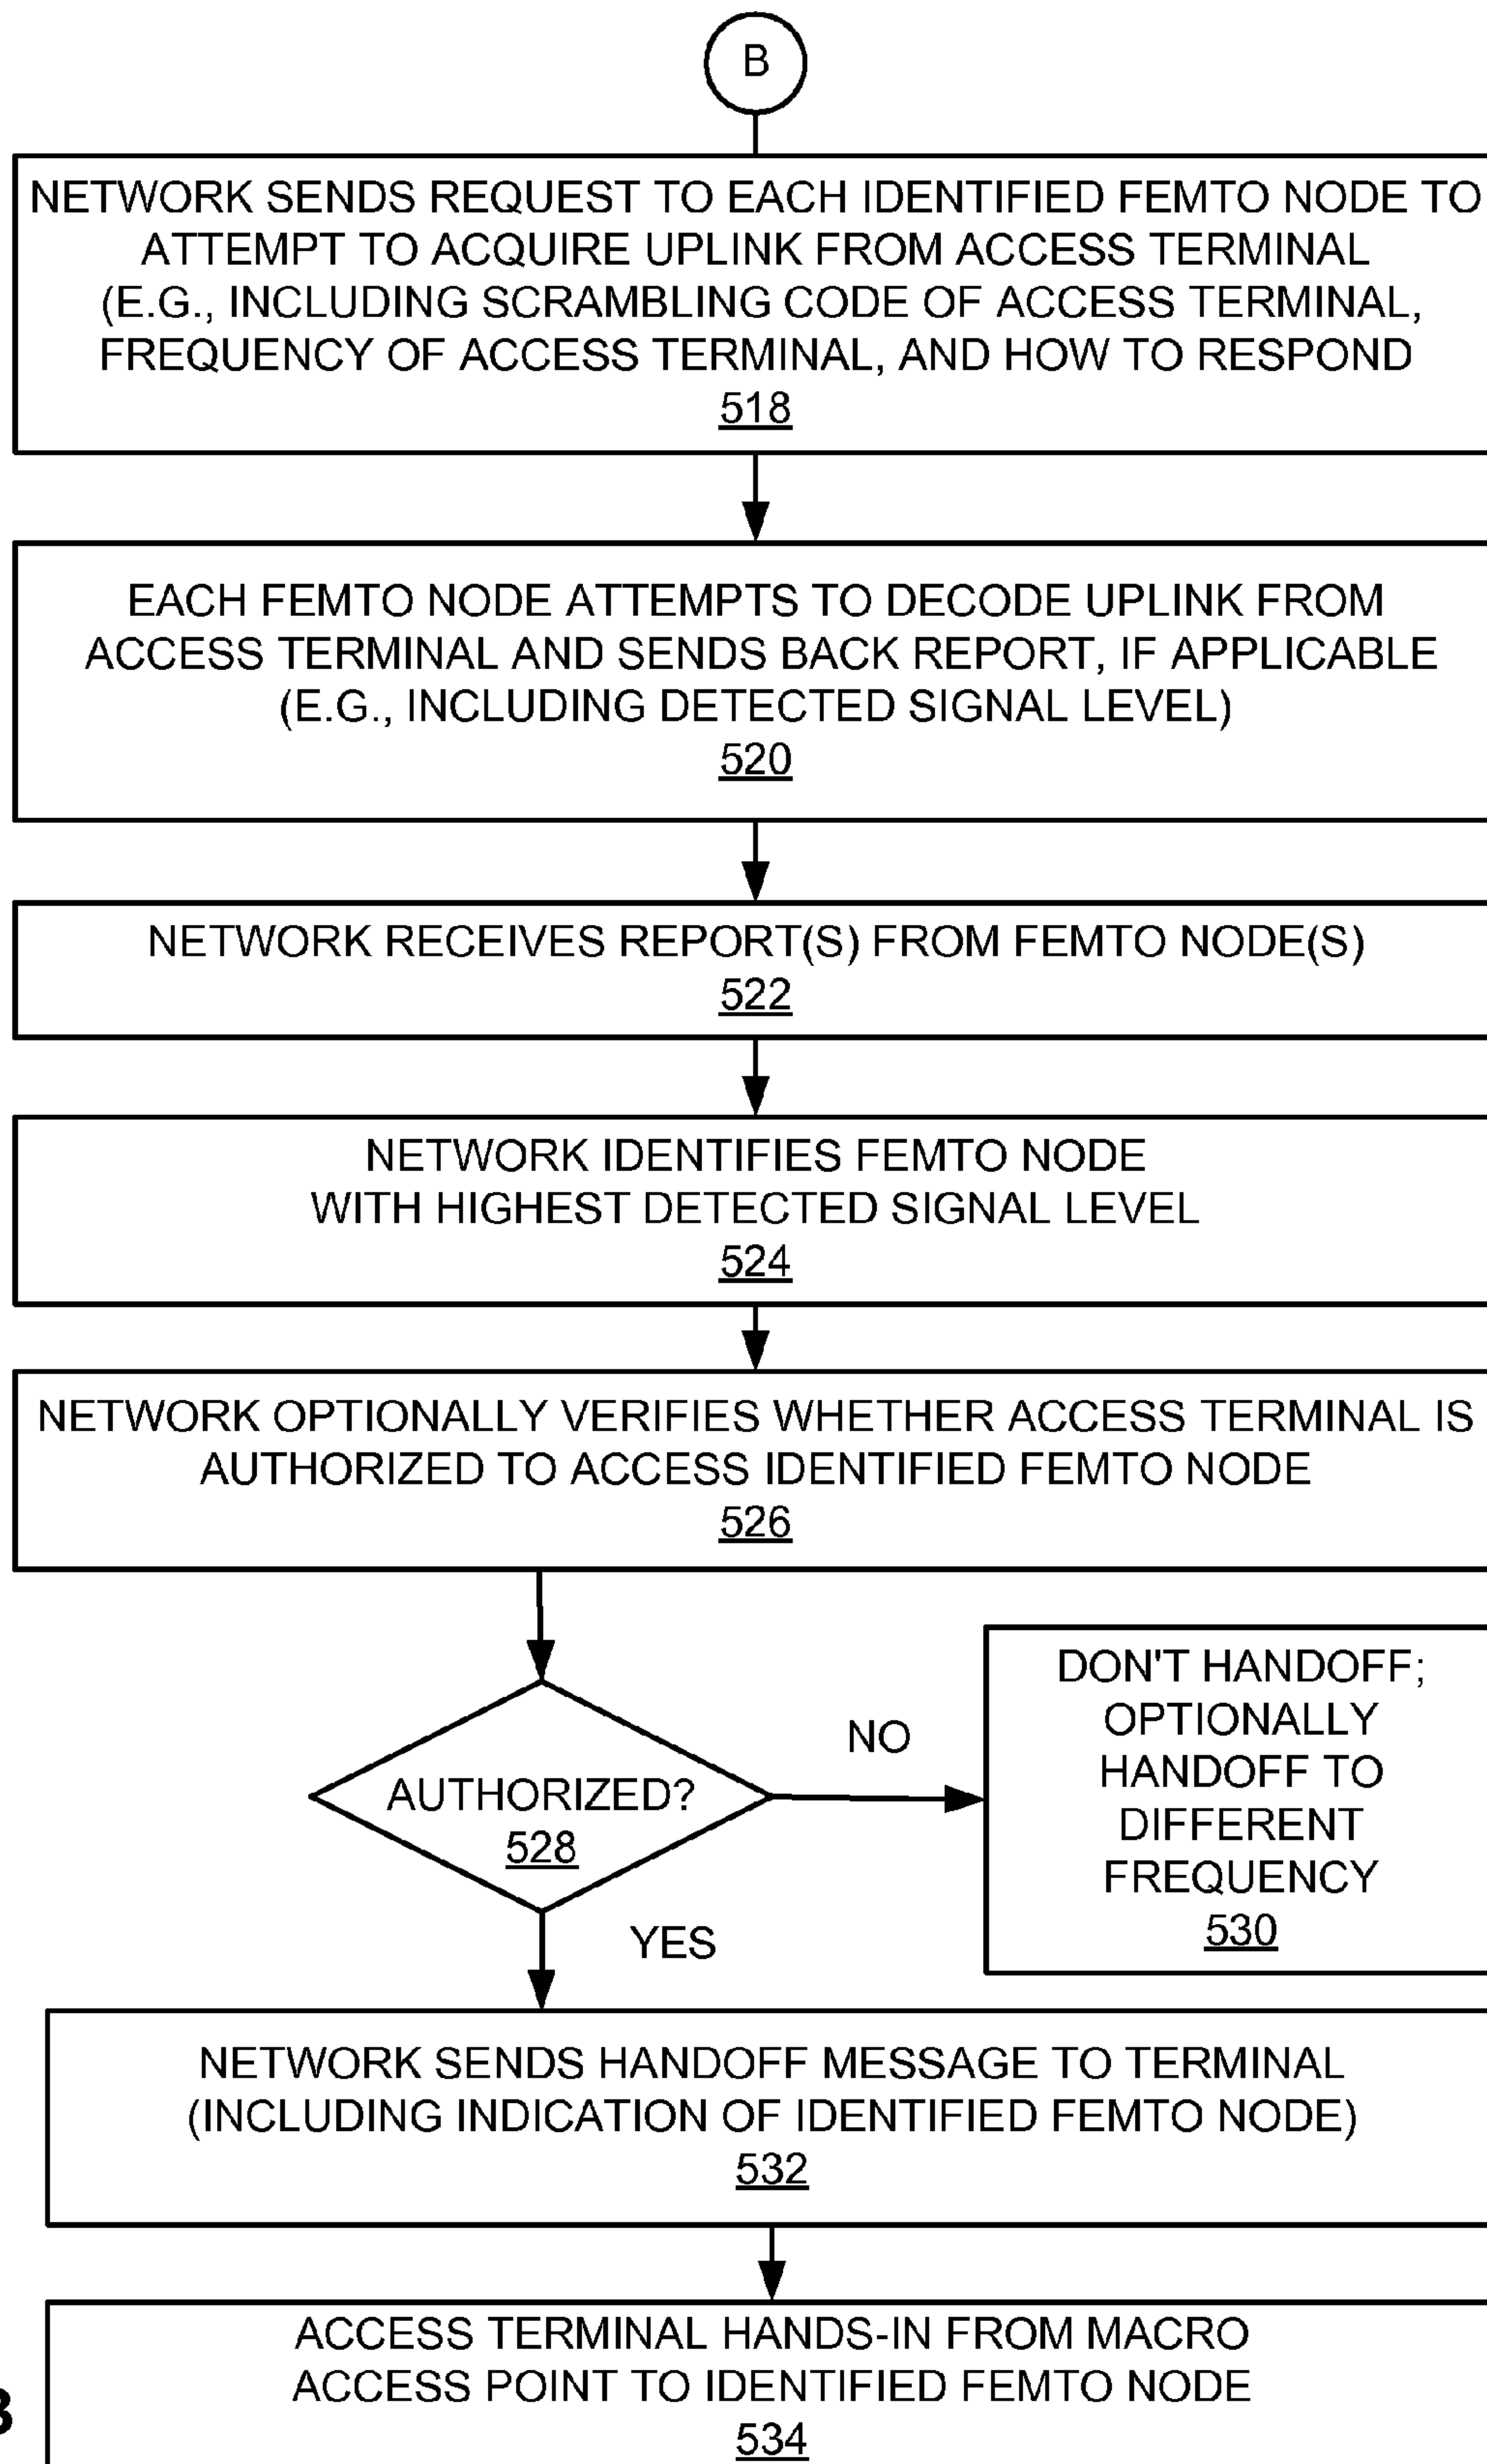 B
NETWORK SENDS REQUEST TO EACH IDENTIFIED FEMTO NODE TO
ATTEMPT TO ACQUIRE UPLINK FROM ACCESS TERMINAL
(E.G., INCLUDING SCRAMBLING CODE OF ACCESS TERMINAL,
FREQUENCY OF ACCESS TERMINAL, AND HOW TO RESPOND
518
EACH FEMTO NODE ATTEMPTS TO DECODE UPLINK FROM
ACCESS TERMINAL AND SENDS BACK REPORT, IF APPLICABLE
(E.G., INCLUDING DETECTED SIGNAL LEVEL)
520
NETWORK RECEIVES REPORT(S) FROM FEMTO NODE(S)
522
NETWORK IDENTIFIES FEMTO NODE
WITH HIGHEST DETECTED SIGNAL LEVEL
524
NETWORK OPTIONALLY VERIFIES WHETHER ACCESS TERMINAL IS
AUTHORIZED TO ACCESS IDENTIFIED FEMTO NODE
526
AUTHORIZED?
528
NO
DON'T HANDOFF;
OPTIONALLY
HANDOFF TO
DIFFERENT
FREQUENCY
530
YES
NETWORK SENDS HANDOFF MESSAGE TO TERMINAL
(INCLUDING INDICATION OF IDENTIFIED FEMTO NODE)
532
ACCESS TERMINAL HANDS-IN FROM MACRO
ACCESS POINT TO IDENTIFIED FEMTO NODE
534